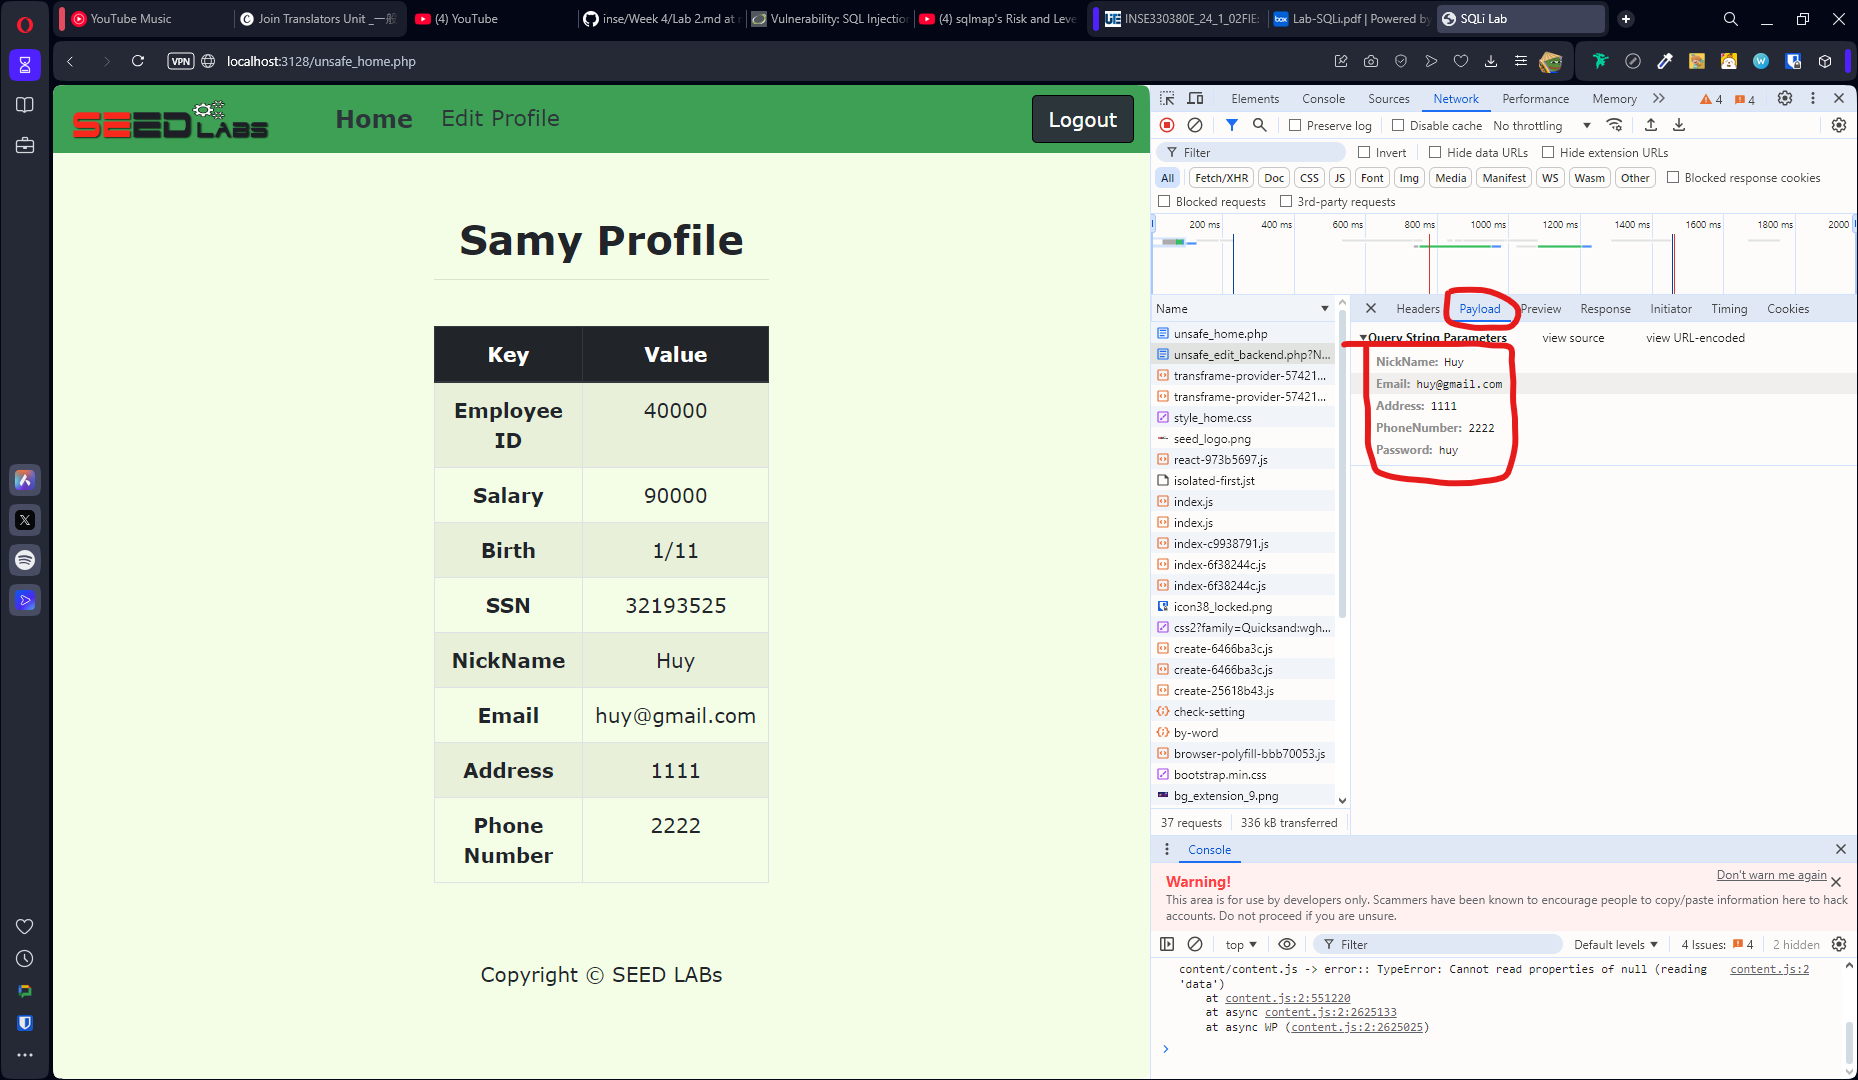 YouTube Music
Join Translators Unit _一般
(4) YouTube
inse/Week 4/Lab 2.md at
Vulnerability: SQL Injection
(4) sqlmap's Risk and Leve
INSE330380E_24_1_02FIE
Lab-SQLi.pdf | Powered by
SQLi Lab
VPN
localhost:3128/unsafe_home.php
SEED LABS
Home
Edit Profile
Logout
Samy Profile
Key Value
Employee ID 40000
Salary 90000
Birth 1/11
SSN 32193525
NickName Huy
Email huy@gmail.com
Address 1111
Phone Number 2222
Copyright © SEED LABs
Elements Console Sources Network Performance Memory 4 4
Preserve log Disable cache No throttling
Filter Invert Hide data URLs Hide extension URLs
All Fetch/XHR Doc CSS JS Font Img Media Manifest WS Wasm Other Blocked response cookies
Blocked requests 3rd-party requests
200 ms 400 ms 600 ms 800 ms 1000 ms 1200 ms 1400 ms 1600 ms 1800 ms 2000
Name
unsafe_home.php
unsafe_edit_backend.php?N...
transframe-provider-57421...
transframe-provider-57421...
style_home.css
seed_logo.png
react-973b5697.js
isolated-first.jst
index.js
index.js
index-c9938791.js
index-6f38244c.js
index-6f38244c.js
icon38_locked.png
css2?family=Quicksand:wgh...
create-6466ba3c.js
create-6466ba3c.js
create-25618b43.js
check-setting
by-word
browser-polyfill-bbb70053.js
bootstrap.min.css
bg_extension_9.png
37 requests 336 kB transferred
Headers Payload Preview Response Initiator Timing Cookies
Query String Parameters view source view URL-encoded
NickName: Huy
Email: huy@gmail.com
Address: 1111
PhoneNumber: 2222
Password: huy
Console
Warning!
Don't warn me again
This area is for use by developers only. Scammers have been known to encourage people to copy/paste information here to hack
accounts. Do not proceed if you are unsure.
top Filter Default levels 4 Issues: 4 2 hidden
content/content.js -> error:: TypeError: Cannot read properties of null (reading content.js:2
'data')
at content.js:2:551220
at async content.js:2:2625133
at async WP (content.js:2:2625025)